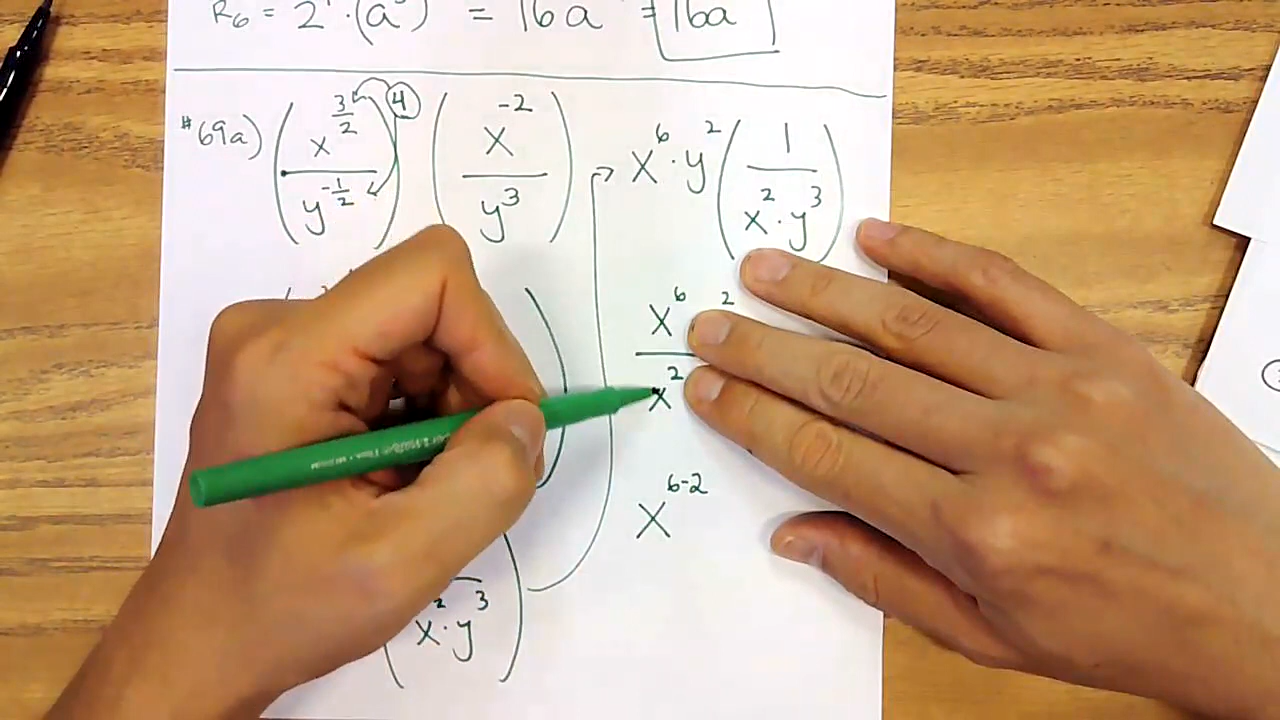 R₆ = 2 · (a ) = 16a = 16a
#69a) (x^{3/2} / y^{-1/2})^4 (x^{-2} / y^3)
x^6 · y^2 (1 / x^2 · y^3)
x^6 2
x^2
x^{6-2}
x^2 · y^3